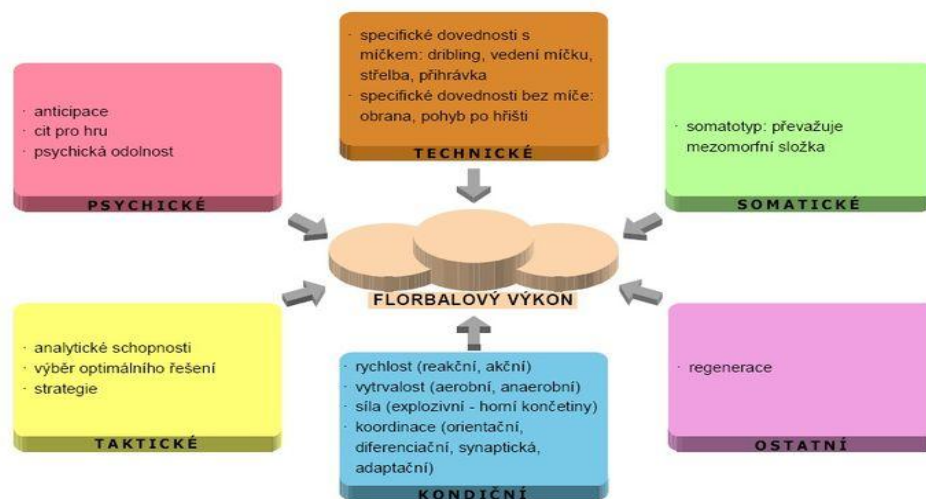 · specifické dovednosti s
míčkem: dribling, vedení míčku,
střelba, přihrávka
· specifické dovednosti bez míče:
obrana, pohyb po hřišti
TECHNICKÉ
· anticipace
· cit pro hru
· psychická odolnost
PSYCHICKÉ
· somatotyp: převažuje
mezomorfní složka
SOMATICKÉ
FLORBALOVÝ VÝKON
· analytické schopnosti
· výběr optimálního řešení
· strategie
TAKTICKÉ
· rychlost (reakční, akční)
· vytrvalost (aerobní, anaerobní)
· síla (explozivní - horní končetiny)
· koordinace (orientační,
diferenciační, synaptická,
adaptační)
KONDIČNÍ
· regenerace
OSTATNÍ